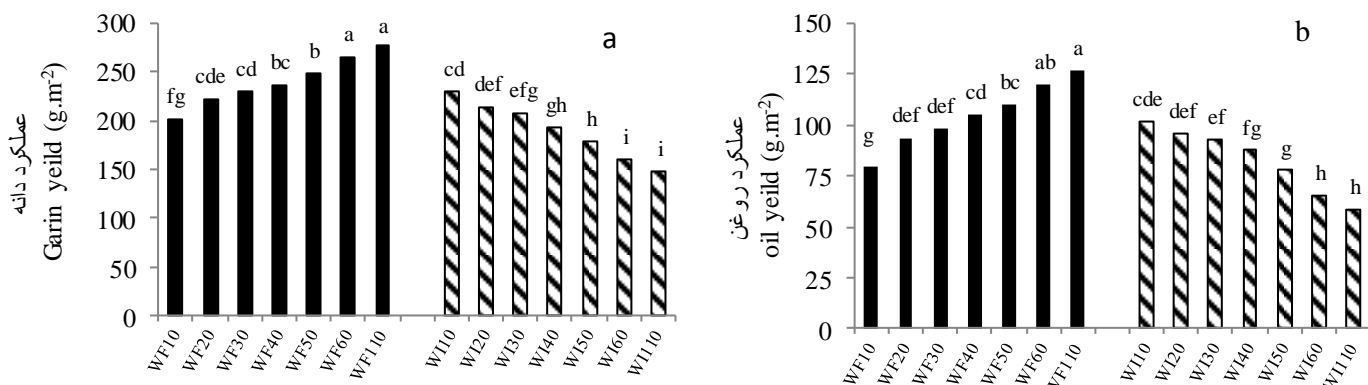 a
عملکرد دانه
Garin yeild (g.m-2)
300
250
200
150
100
50
0
fg
cde
cd
bc
b
a
a
cd
def
efg
gh
h
i
i
WF10
WF20
WF30
WF40
WF50
WF60
WF110
WI10
WI20
WI30
WI40
WI50
WI60
WI110
b
عملکرد روغن
oil yeild (g.m-2)
150
125
100
75
50
25
0
g
def
def
cd
bc
ab
a
cde
def
ef
fg
g
h
h
WF10
WF20
WF30
WF40
WF50
WF60
WF110
WI10
WI20
WI30
WI40
WI50
WI60
WI110